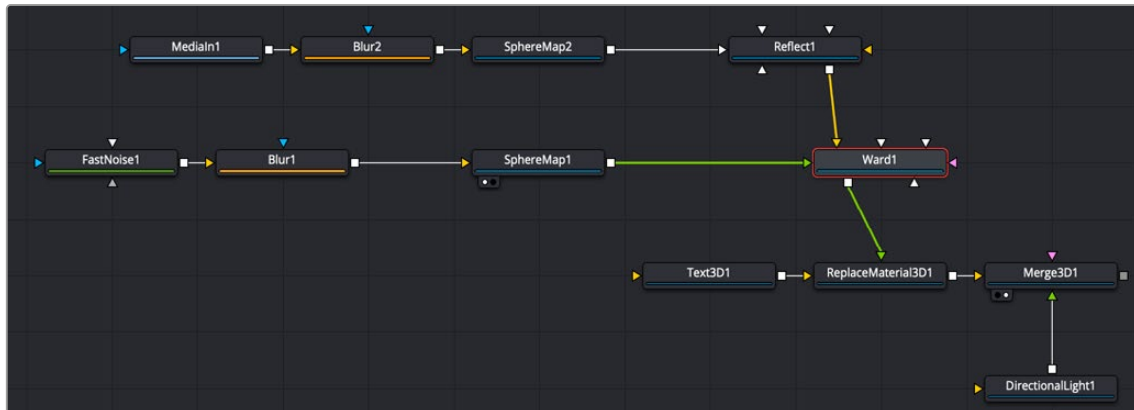 MediaIn1
Blur2
SphereMap2
Reflect1
FastNoise1
Blur1
SphereMap1
Ward1
Text3D1
ReplaceMaterial3D1
Merge3D1
DirectionalLight1